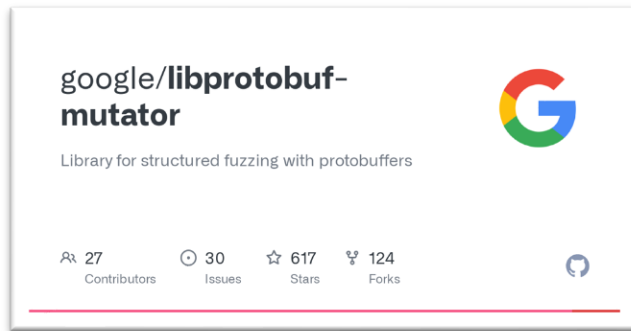 google/libprotobuf-
mutator
Library for structured fuzzing with protobuffers
27 30 617 124
Contributors Issues Stars Forks